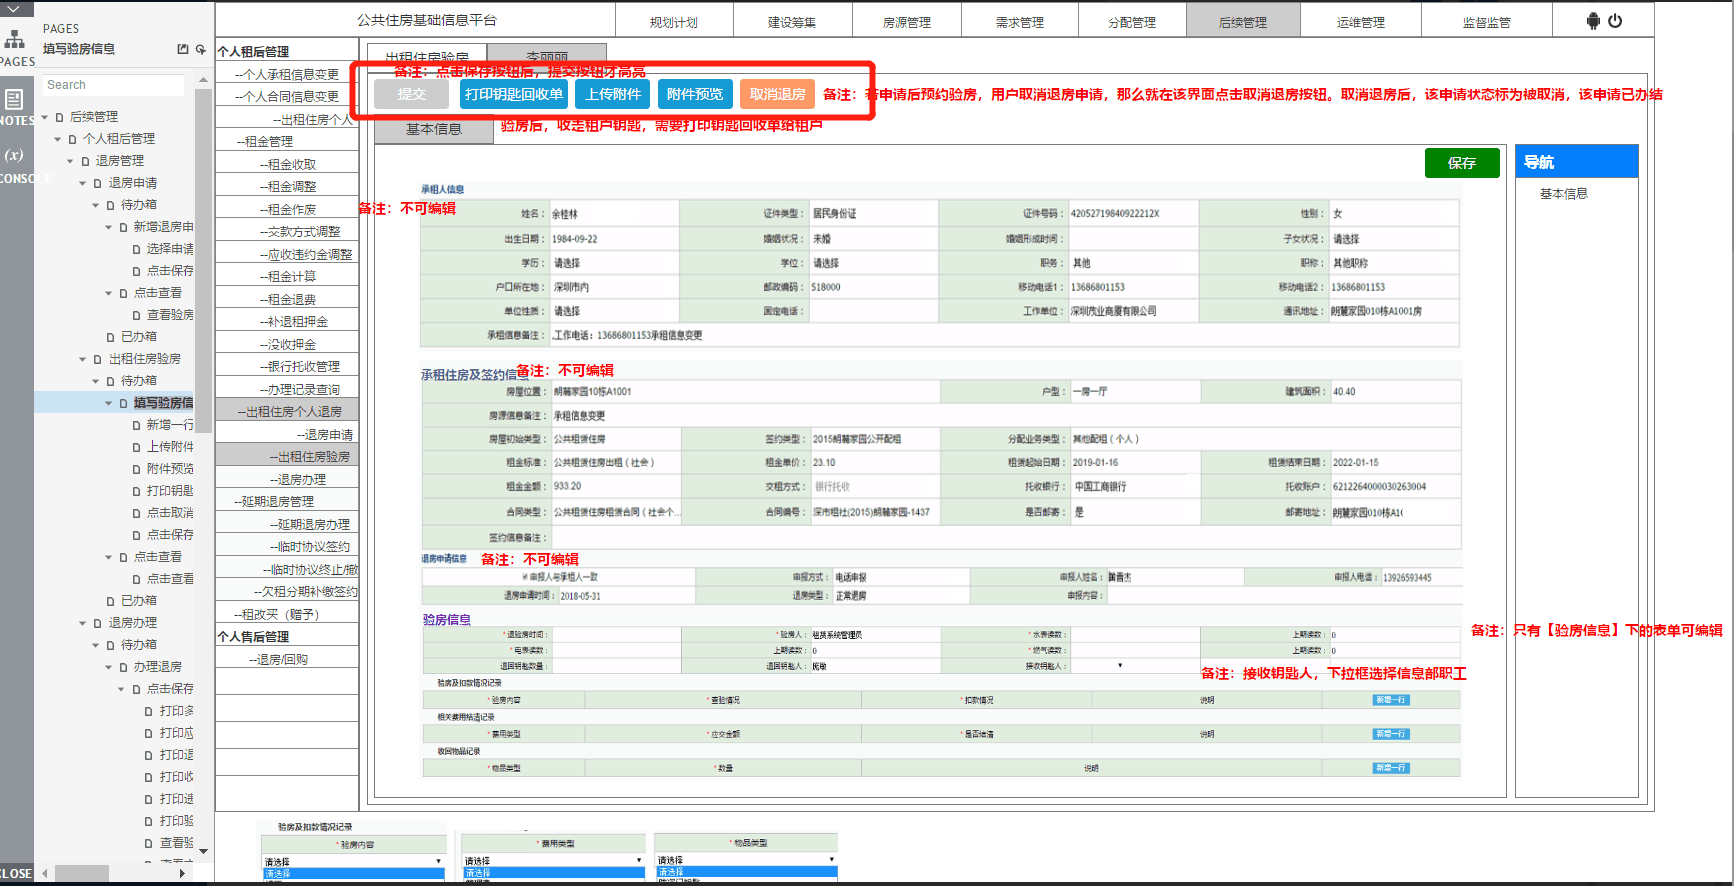 公共住房基础信息平台
规划计划
建设筹集
房源管理
需求管理
分配管理
后续管理
运维管理
监督监管
PAGES
填写验房信息
PAGES
Search
NOTES
(x)
CONSOLE
CLOSE
后续管理
个人租后管理
退房管理
退房申请
待办箱
新增退房申
选择申请
点击保存
点击查看
查看验房
已办箱
出租住房验房
待办箱
填写验房信
新增一行
上传附件
附件预览
打印钥匙
点击取消
点击保存
点击查看
点击查看
已办箱
退房办理
待办箱
办理退房
点击保存
打印多
打印应
打印退
打印收
打印进
打印验
查看验
个人租后管理
--个人承租信息变更
--个人合同信息变更
--出租住房个人
--租金管理
--租金收取
--租金调整
--租金作废
--交款方式调整
--应收违约金调整
--租金计算
--租金退费
--补退租押金
--没收押金
--银行托收管理
--办理记录查询
--出租住房个人退房
--退房申请
--出租住房验房
--退房办理
--延期退房管理
--延期退房办理
--临时协议签约
--临时协议终止/撤
--欠租分期补缴签约
--租改买（赠予）
个人售后管理
--退房/回购
出租住房验房
李丽丽
备注：点击保存按钮后，提交按钮才高亮
提交
打印钥匙回收单
上传附件
附件预览
取消退房
备注：若申请后预约验房，用户取消退房申请，那么就在该界面点击取消退房按钮。取消退房后，该申请状态标为被取消，该申请已办结
基本信息
验房后，收走租户钥匙，需要打印钥匙回收单给租户
保存
导航
基本信息
承租人信息
备注：不可编辑
姓名： 余桂林 证件类型： 居民身份证 证件号码： 42052719840922212X 性别： 女
出生日期： 1984-09-22 婚姻状况： 未婚 婚姻形成时间： 子女状况： 请选择
学历： 请选择 学位： 请选择 职务： 其他 职称： 其他职称
户口所在地： 深圳市内 邮政编码： 518000 移动电话1： 13686801153 移动电话2： 13686801153
单位性质： 请选择 固定电话： 工作单位： 深圳茂业商厦有限公司 通讯地址： 朗麓家园010栋A1001房
承租信息备注： .工作电话：13686801153承租信息变更
承租住房及签约信息
备注：不可编辑
房屋位置： 朗麓家园10栋A1001 户型： 一房一厅 建筑面积： 40.40
房源信息备注： 承租信息变更
房屋初始类型： 公共租赁住房 签约类型： 2015朗麓家园公开配租 分配业务类型： 其他配租（个人）
租金标准： 公共租赁住房出租（社会） 租金单价： 23.10 租赁起始日期： 2019-01-16 租赁结束日期： 2022-01-15
租金金额： 933.20 交租方式： 银行托收 托收银行： 中国工商银行 托收账户： 6212264000030263004
合同类型： 公共租赁住房租赁合同（社会个... 合同编号： 深市租社(2015)朗麓家园-1437 是否邮寄： 是 邮寄地址： 朗麓家园010栋A10
签约信息备注：
退房申请信息
备注：不可编辑
申报人与承租人一致 申报方式： 电话申报 申报人姓名： 黄晋杰 申报人电话： 13926593445
退房申请时间： 2018-05-31 退房类型： 正常退房 申报内容：
验房信息
备注：只有【验房信息】下的表单可编辑
* 退验房时间： * 验房人： 租赁系统管理员 * 水表读数： 上期读数： 0
* 电表读数： 上期读数： 0 * 燃气读数： 上期读数： 0
退回钥匙数量： 退回钥匙人： 接收钥匙人：
备注：接收钥匙人，下拉框选择信息部职工
验房及扣款情况记录
* 验房内容 * 查验情况 * 扣款情况 说明 新增一行
相关费用结清记录
* 费用类型 * 应交金额 * 是否结清 说明 新增一行
收回物品记录
* 物品类型 * 数量 说明 新增一行
验房及扣款情况记录
* 验房内容
请选择
请选择
* 费用类型
请选择
请选择
* 物品类型
请选择
请选择